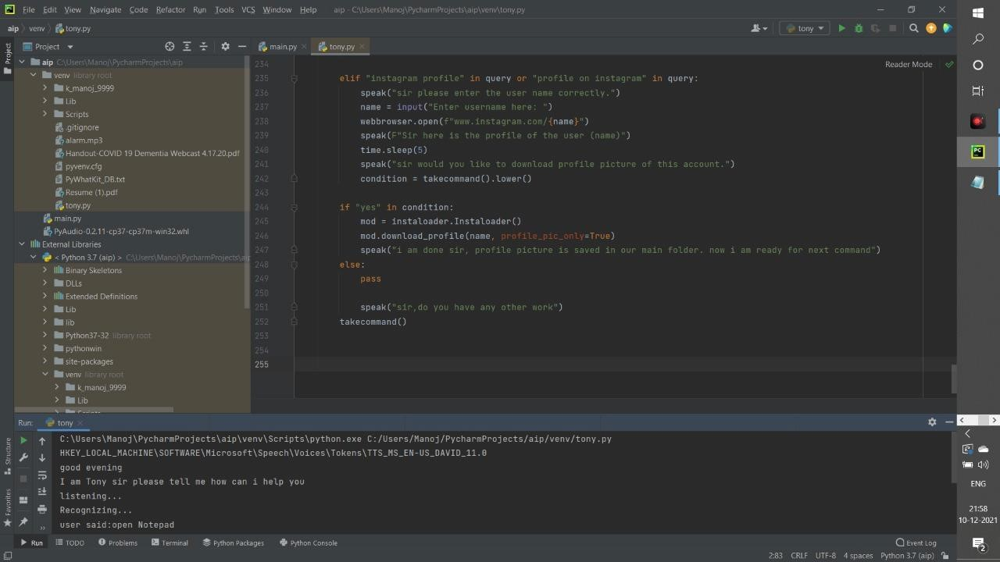 File Edit View Navigate Code Refactor Run Tools VCS Window Help aip - C:\Users\Manoj\PycharmProjects\aip\venv\tony.py
aip venv tony.py
tony
Project
main.py
tony.py
Project
aip C:\Users\Manoj\PycharmProjects\aip
venv library root
k_manoj_9999
Lib
Scripts
.gitignore
alarm.mp3
Handout-COVID 19 Dementia Webcast 4.17.20.pdf
pyvenv.cfg
PyWhatKit_DB.txt
Resume (1).pdf
tony.py
main.py
PyAudio-0.2.11-cp37-cp37m-win32.whl
External Libraries
< Python 3.7 (aip) > C:\Users\Manoj\PycharmProjects\aip
Binary Skeletons
DLLs
Extended Definitions
Lib
lib
Python37-32 library root
pythonwin
site-packages
venv library root
k_manoj_9999
Lib
Reader Mode
234
235 elif "instagram profile" in query or "profile on instagram" in query:
236 speak("sir please enter the user name correctly.")
237 name = input("Enter username here: ")
238 webbrowser.open(f"www.instagram.com/{name}")
239 speak(F"Sir here is the profile of the user (name)")
240 time.sleep(5)
241 speak("sir would you like to download profile picture of this account.")
242 condition = takecommand().lower()
243
244 if "yes" in condition:
245 mod = instaloader.Instaloader()
246 mod.download_profile(name, profile_pic_only=True)
247 speak("i am done sir, profile picture is saved in our main folder. now i am ready for next command")
248 else:
249 pass
250
251 speak("sir,do you have any other work")
252 takecommand()
253
254
255
Run: tony
C:\Users\Manoj\PycharmProjects\aip\venv\Scripts\python.exe C:/Users/Manoj/PycharmProjects/aip/venv/tony.py
HKEY_LOCAL_MACHINE\SOFTWARE\Microsoft\Speech\Voices\Tokens\TTS_MS_EN-US_DAVID_11.0
good evening
I am Tony sir please tell me how can i help you
listening...
Recognizing...
user said:open Notepad
Structure
Favorites
Run TODO Problems Terminal Python Packages Python Console Event Log
2:83 CRLF UTF-8 4 spaces Python 3.7 (aip)
ENG
21:58
10-12-2021
2